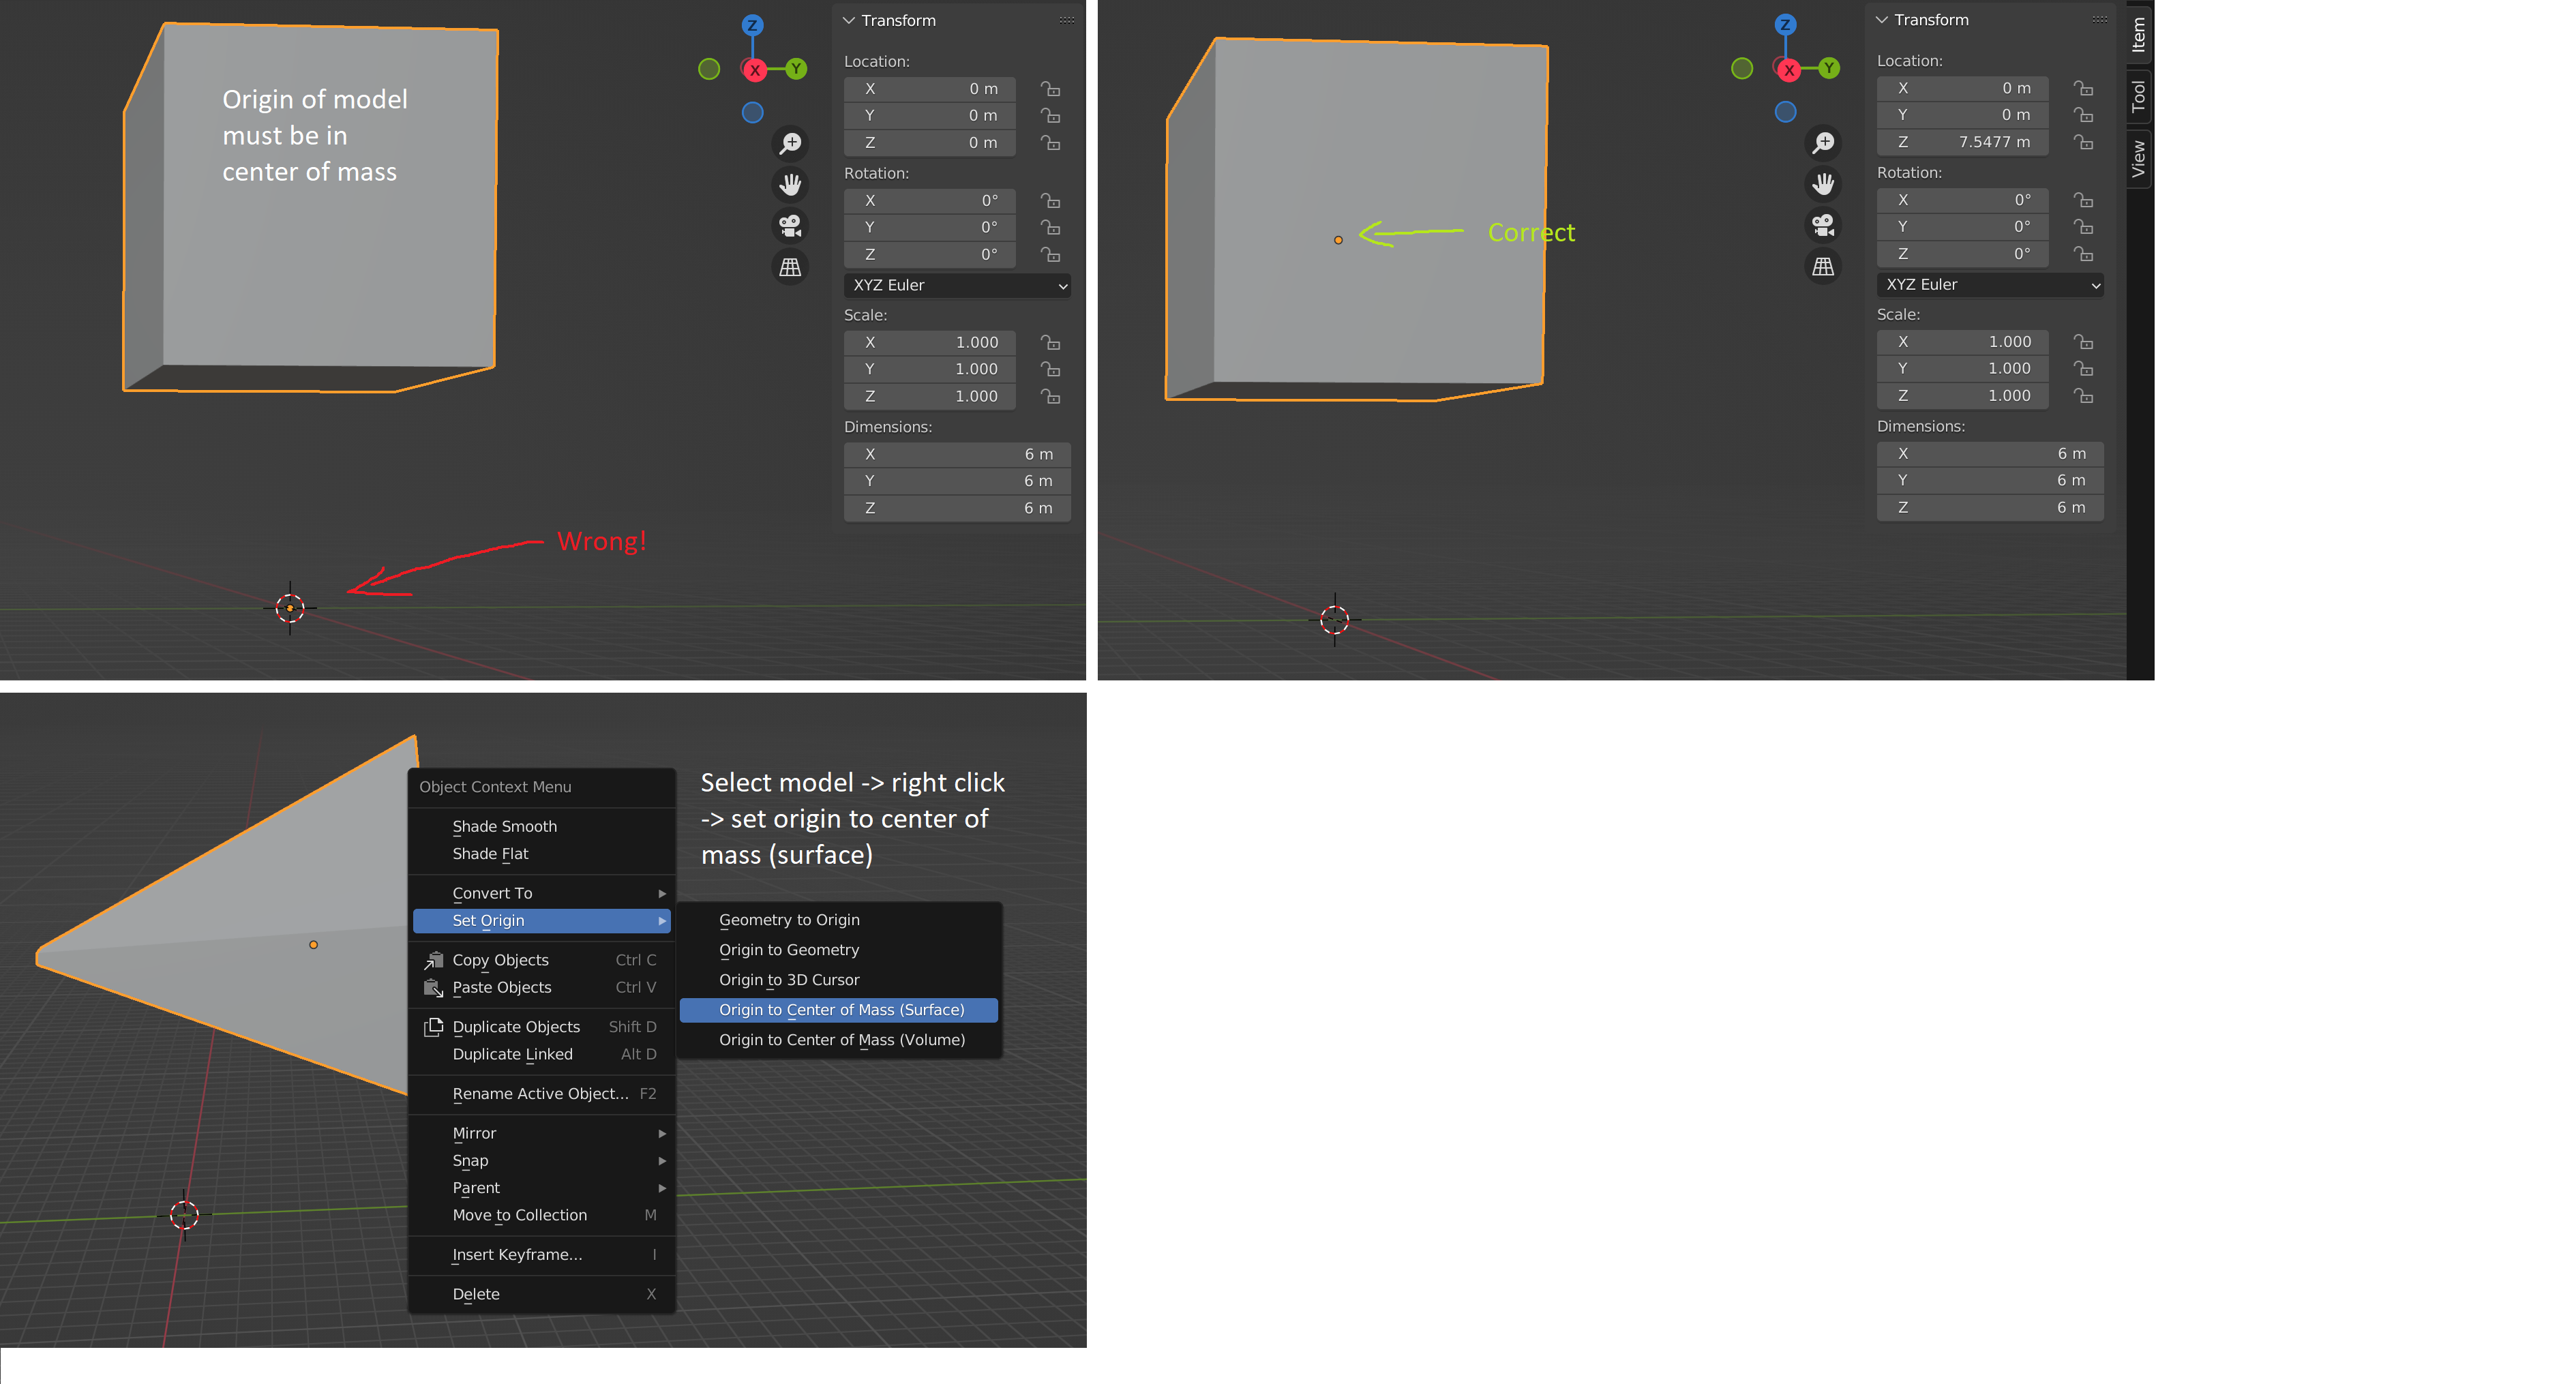 Origin of model
must be in
center of mass
Wrong!
Z
X
Y
Transform
Location:
X 0 m
Y 0 m
Z 0 m
Rotation:
X 0°
Y 0°
Z 0°
XYZ Euler
Scale:
X 1.000
Y 1.000
Z 1.000
Dimensions:
X 6 m
Y 6 m
Z 6 m
Correct
Z
X
Y
Transform
Location:
X 0 m
Y 0 m
Z 7.5477 m
Rotation:
X 0°
Y 0°
Z 0°
XYZ Euler
Scale:
X 1.000
Y 1.000
Z 1.000
Dimensions:
X 6 m
Y 6 m
Z 6 m
Item
Tool
View
Select model -> right click
-> set origin to center of
mass (surface)
Object Context Menu
Shade Smooth
Shade Flat
Convert To
Set Origin
Copy Objects Ctrl C
Paste Objects Ctrl V
Duplicate Objects Shift D
Duplicate Linked Alt D
Rename Active Object... F2
Mirror
Snap
Parent
Move to Collection M
Insert Keyframe... I
Delete X
Geometry to Origin
Origin to Geometry
Origin to 3D Cursor
Origin to Center of Mass (Surface)
Origin to Center of Mass (Volume)